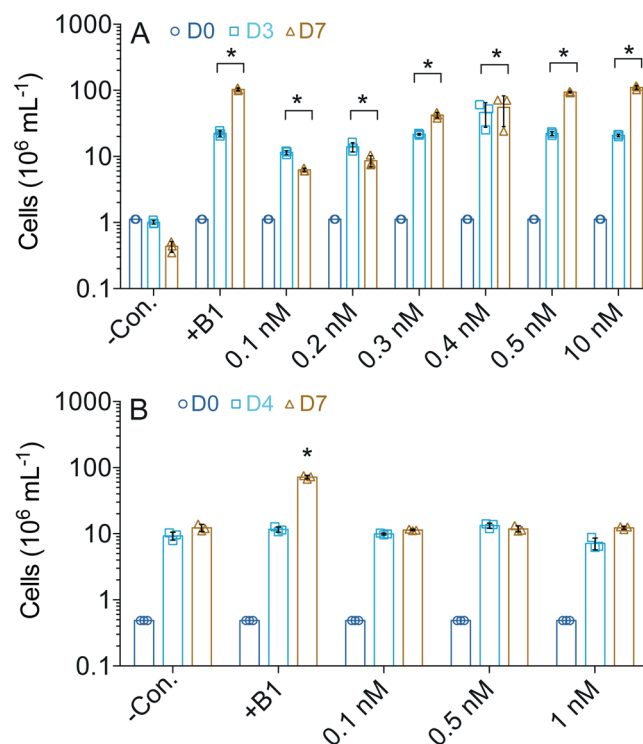 A
D0 D3 D7
* * * * * * *
1000
100
10
1
0.1
Cells (10⁶ mL⁻¹)
-Con. +B1 0.1 nM 0.2 nM 0.3 nM 0.4 nM 0.5 nM 10 nM
B
D0 D4 D7
*
1000
100
10
1
0.1
Cells (10⁶ mL⁻¹)
-Con. +B1 0.1 nM 0.5 nM 1 nM